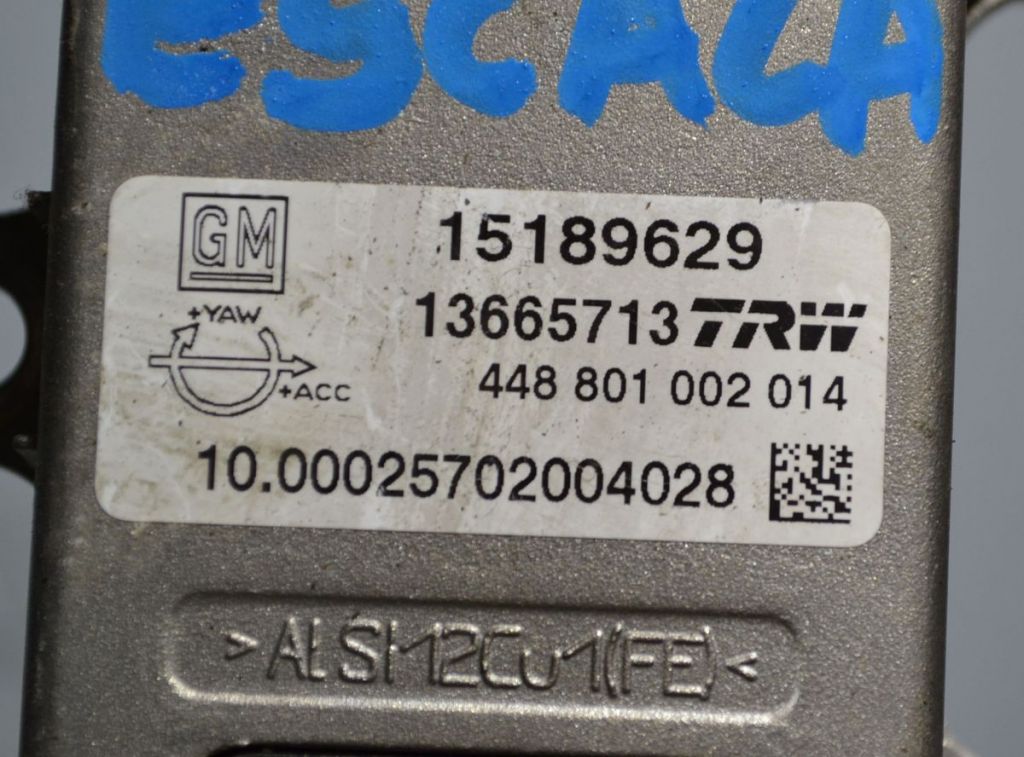 ESCALA
GM
15189629
+YAW
13665713 TRW
+ACC
448 801 002 014
10.00025702004028
>ALSI12Cu1(FE)<